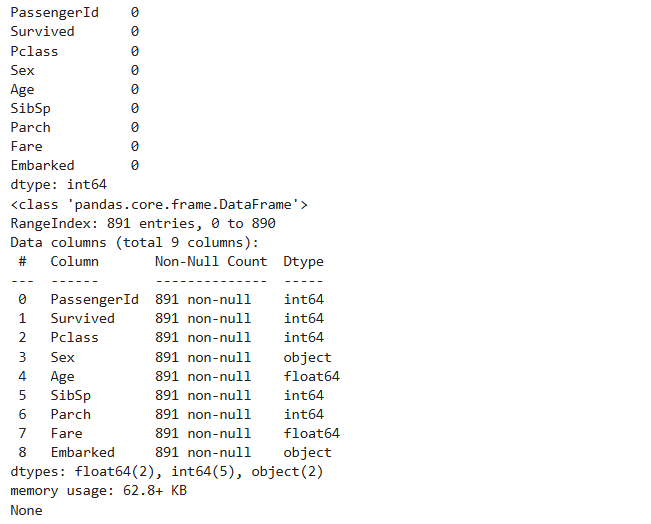 PassengerId    0
Survived       0
Pclass         0
Sex            0
Age            0
SibSp          0
Parch          0
Fare           0
Embarked       0
dtype: int64
<class 'pandas.core.frame.DataFrame'>
RangeIndex: 891 entries, 0 to 890
Data columns (total 9 columns):
 #   Column       Non-Null Count  Dtype
---  ------       --------------  -----
 0   PassengerId  891 non-null    int64
 1   Survived     891 non-null    int64
 2   Pclass       891 non-null    int64
 3   Sex          891 non-null    object
 4   Age          891 non-null    float64
 5   SibSp        891 non-null    int64
 6   Parch        891 non-null    int64
 7   Fare         891 non-null    float64
 8   Embarked     891 non-null    object
dtypes: float64(2), int64(5), object(2)
memory usage: 62.8+ KB
None